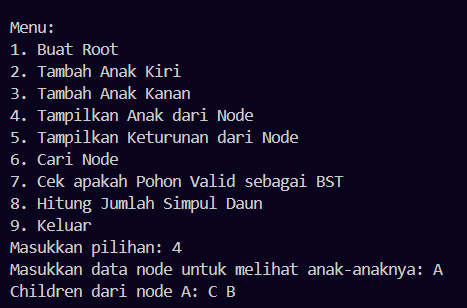 Menu:
1. Buat Root
2. Tambah Anak Kiri
3. Tambah Anak Kanan
4. Tampilkan Anak dari Node
5. Tampilkan Keturunan dari Node
6. Cari Node
7. Cek apakah Pohon Valid sebagai BST
8. Hitung Jumlah Simpul Daun
9. Keluar
Masukkan pilihan: 4
Masukkan data node untuk melihat anak-anaknya: A
Children dari node A: C B